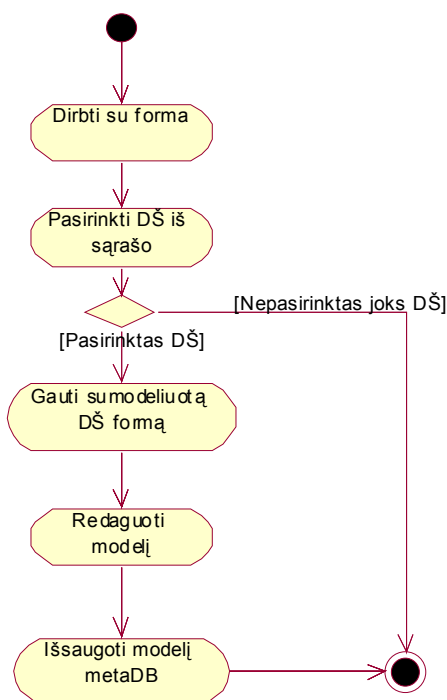 Dirbti su forma
Pasirinkti DŠ iš
sąrašo
[Nepasirinktas joks DŠ]
[Pasirinktas DŠ]
Gauti sumodeliuotą
DŠ formą
Redaguoti
modelį
Išsaugoti modelį
metaDB